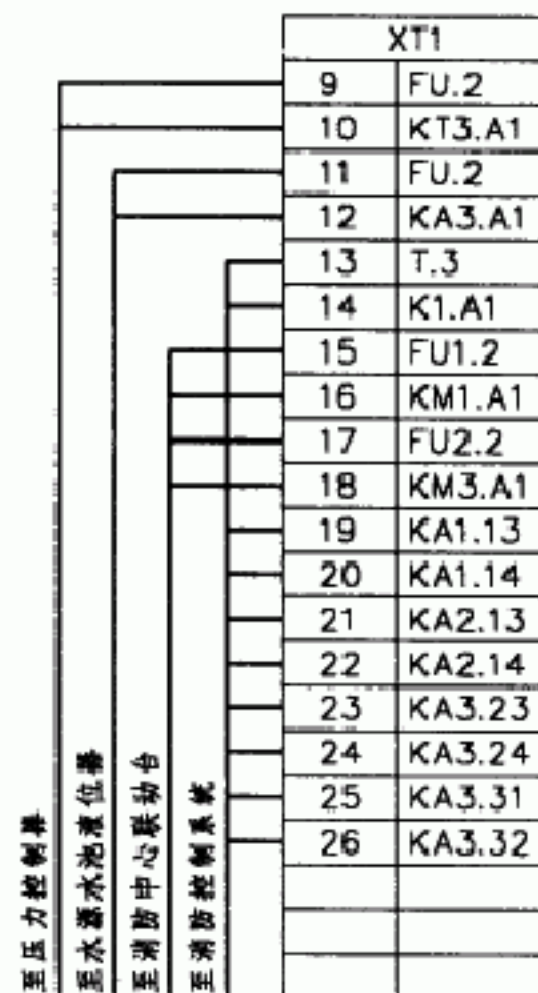 XT1
9 FU.2
10 KT3.A1
11 FU.2
12 KA3.A1
13 T.3
14 K1.A1
15 FU1.2
16 KM1.A1
17 FU2.2
18 KM3.A1
19 KA1.13
20 KA1.14
21 KA2.13
22 KA2.14
23 KA3.23
24 KA3.24
25 KA3.31
26 KA3.32
至压力控制器
至水源水池液位器
至消防中心联动台
至消防控制系统